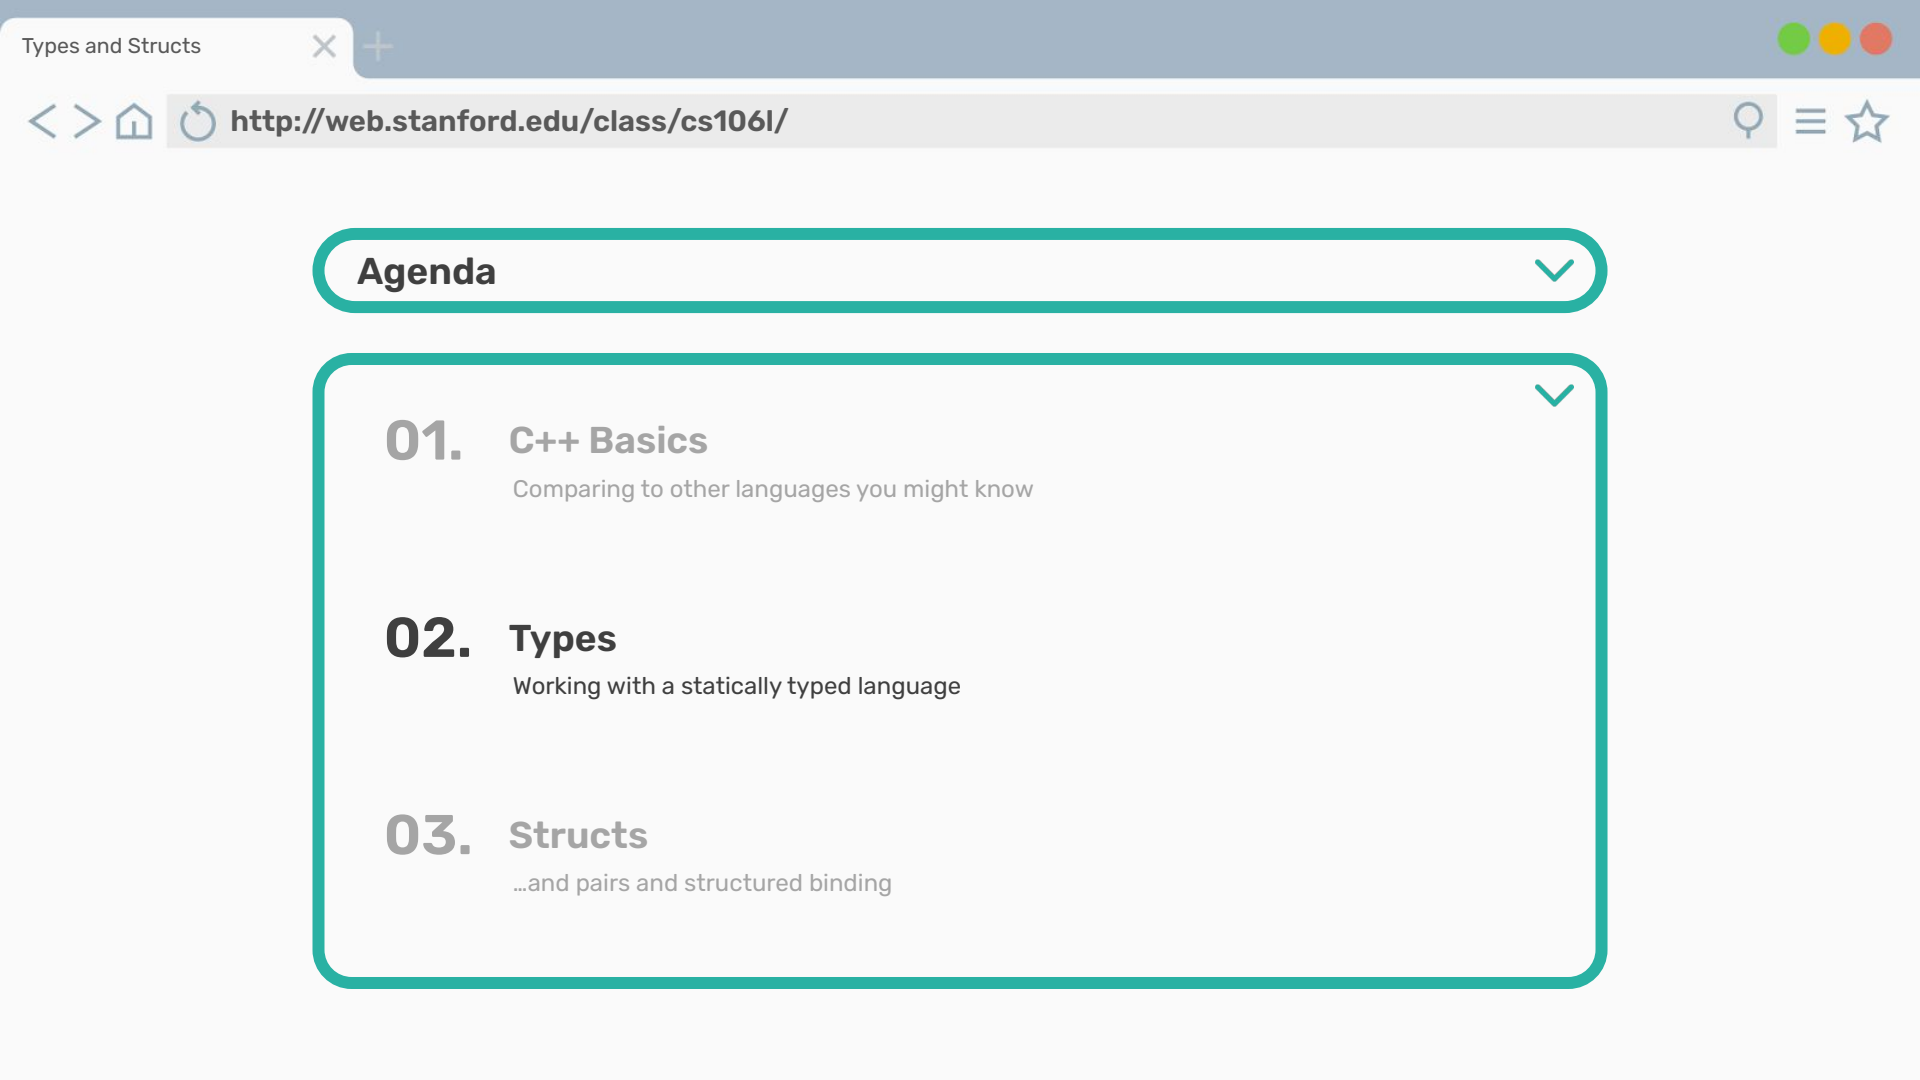 Types and Structs
http://web.stanford.edu/class/cs106l/
Agenda
01. C++ Basics
Comparing to other languages you might know
02. Types
Working with a statically typed language
03. Structs
…and pairs and structured binding